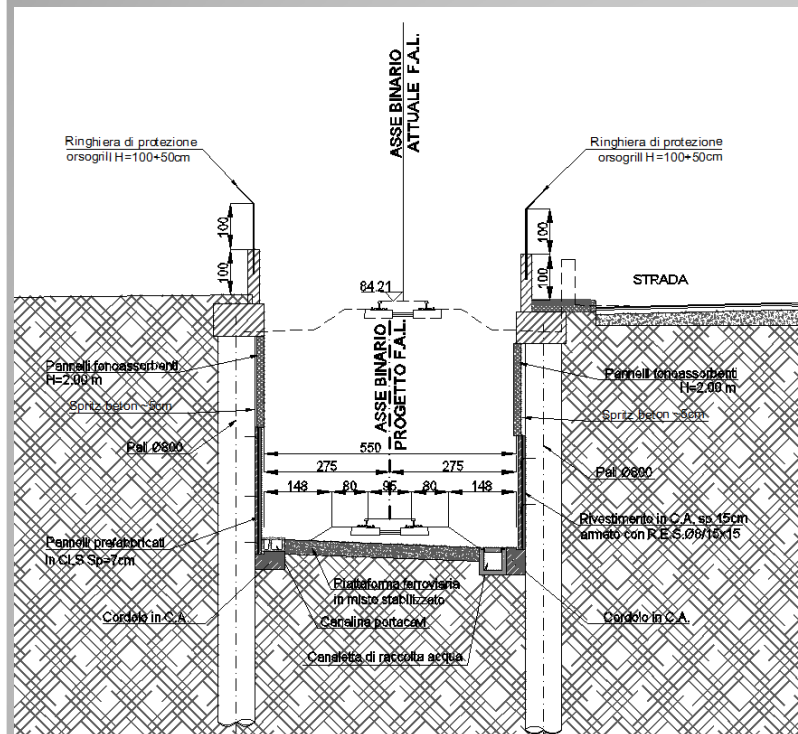 ASSE BINARIO
ATTUALE F.A.L.
Ringhiera di protezione
orsogrill H=100+50cm
Ringhiera di protezione
orsogrill H=100+50cm
100
100
100
100
84.21
STRADA
ASSE BINARIO
PROGETTO F.A.L.
Pannelli fonoassorbenti
H=2,00 m
Pannelli fonoassorbenti
H=2,00 m
Spritz beton ~5cm
Spritz beton ~5cm
Pali Ø800
Pali Ø800
550
275
275
148
80
95
80
148
Pannelli prefabbricati
in CLS Sp=7cm
Rivestimento in C.A. sp.15cm
armato con R.E.S.Ø8/15x15
Piattaforma ferroviaria
in misto stabilizzato
Cordolo in C.A.
Canalina portacavi
Cordolo in C.A.
Canaletta di raccolta acqua